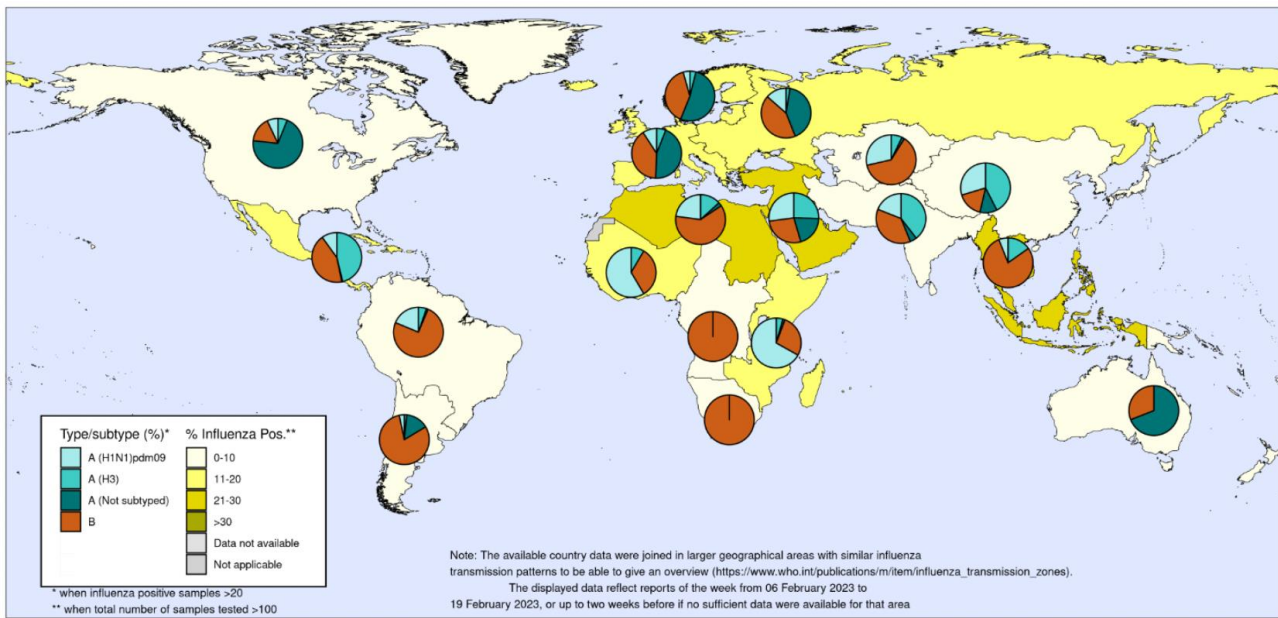 Type/subtype (%)*
A (H1N1)pdm09
A (H3)
A (Not subtyped)
B
% Influenza Pos.**
0-10
11-20
21-30
>30
Data not available
Not applicable
* when influenza positive samples >20
** when total number of samples tested >100
Note: The available country data were joined in larger geographical areas with similar influenza
transmission patterns to be able to give an overview (https://www.who.int/publications/m/item/influenza_transmission_zones).
The displayed data reflect reports of the week from 06 February 2023 to
19 February 2023, or up to two weeks before if no sufficient data were available for that area